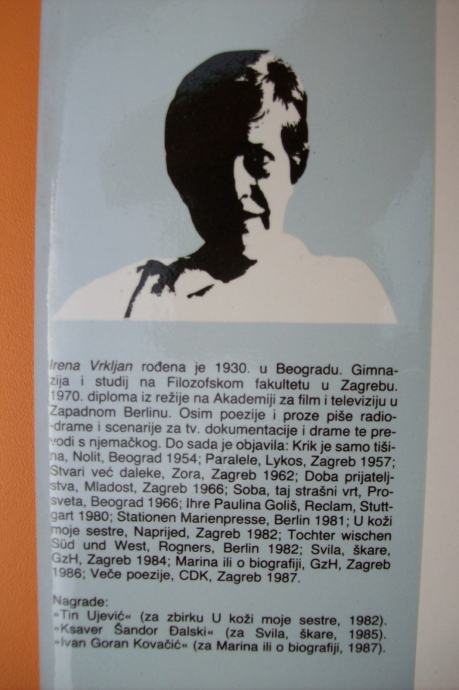 Irena Vrkljan rođena je 1930. u Beogradu. Gimna-
zija i studij na Filozofskom fakultetu u Zagrebu.
1970. diploma iz režije na Akademiji za film i televiziju u
Zapadnom Berlinu. Osim poezije i proze piše radio-
-drame i scenarije za tv. dokumentacije i drame te pre-
vodi s njemačkog. Do sada je objavila: Krik je samo tiši-
na, Nolit, Beograd 1954; Paralele, Lykos, Zagreb 1957;
Stvari već daleke, Zora, Zagreb 1962; Doba prijatelj-
stva, Mladost, Zagreb 1966; Soba, taj strašni vrt, Pro-
sveta, Beograd 1966; Ihre Paulina Goliš, Reclam, Stutt-
gart 1980; Stationen Marienpresse, Berlin 1981; U koži
moje sestre, Naprijed, Zagreb 1982; Tochter wischen
Süd und West, Rogners, Berlin 1982; Svila, škare,
GzH, Zagreb 1984; Marina ili o biografiji, GzH, Zagreb
1986; Veče poezije, CDK, Zagreb 1987.
Nagrade:
»Tin Ujević« (za zbirku U koži moje sestre, 1982).
»Ksaver Šandor Đalski« (za Svila, škare, 1985).
»Ivan Goran Kovačić« (za Marina ili o biografiji, 1987).